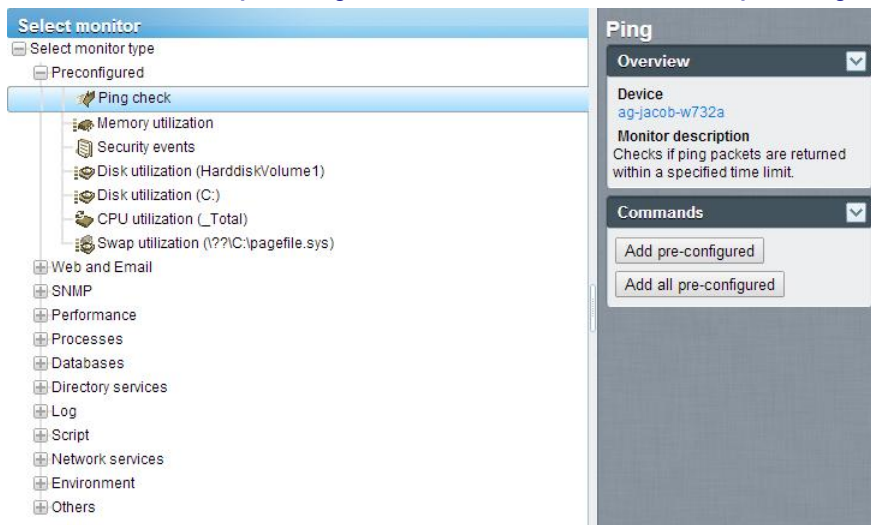 Select monitor
Select monitor type
Preconfigured
Ping check
Memory utilization
Security events
Disk utilization (HarddiskVolume1)
Disk utilization (C:)
CPU utilization (_Total)
Swap utilization (\??\C:\pagefile.sys)
Web and Email
SNMP
Performance
Processes
Databases
Directory services
Log
Script
Network services
Environment
Others
Ping
Overview
Device
ag-jacob-w732a
Monitor description
Checks if ping packets are returned
within a specified time limit.
Commands
Add pre-configured
Add all pre-configured